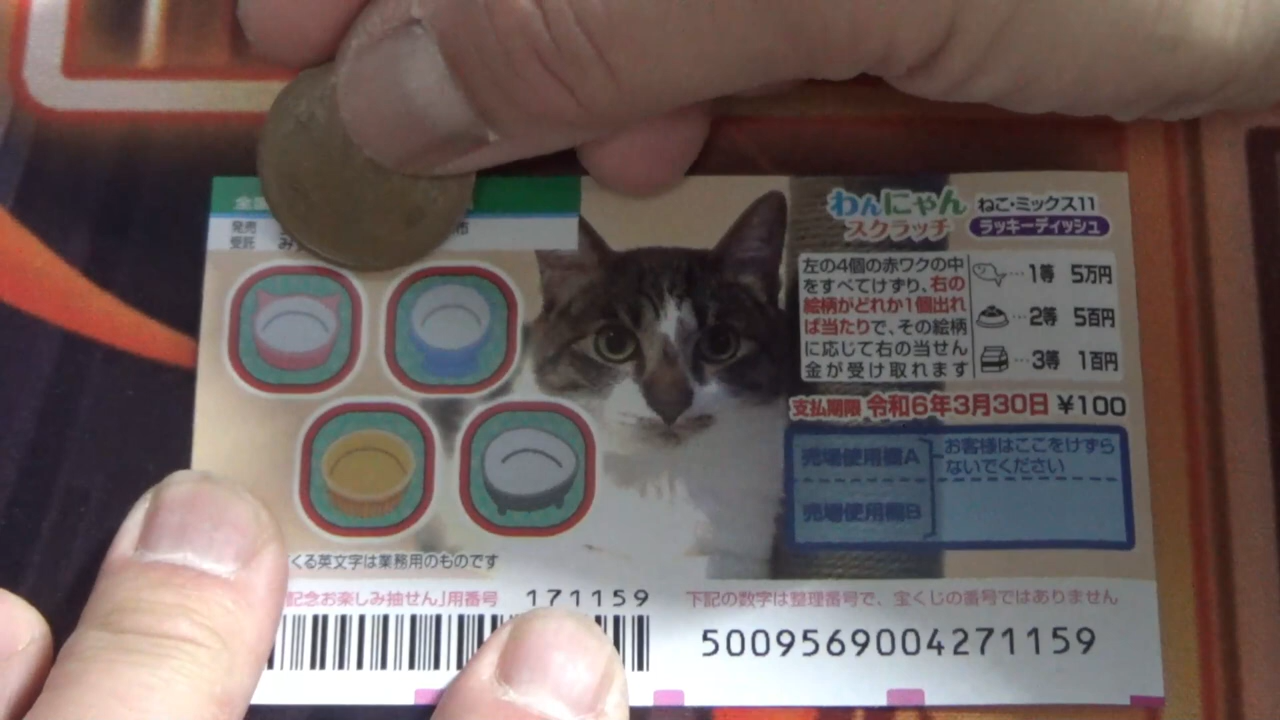 全国
発売
受託 みず
市
わんにゃん
スクラッチ
ねこ・ミックス11
ラッキーディッシュ
左の4個の赤ワクの中
をすべてけずり、右の
絵柄がどれか1個出れ
ば当たりで、その絵柄
に応じて右の当せん
金が受け取れます
…1等 5万円
…2等 5百円
…3等 1百円
支払期限 令和6年3月30日 ¥100
売場使用欄A
売場使用欄B
お客様はここをけずら
ないでください
くる英文字は業務用のものです
記念お楽しみ抽せん」用番号 171159
下記の数字は整理番号で、宝くじの番号ではありません
5009569004271159